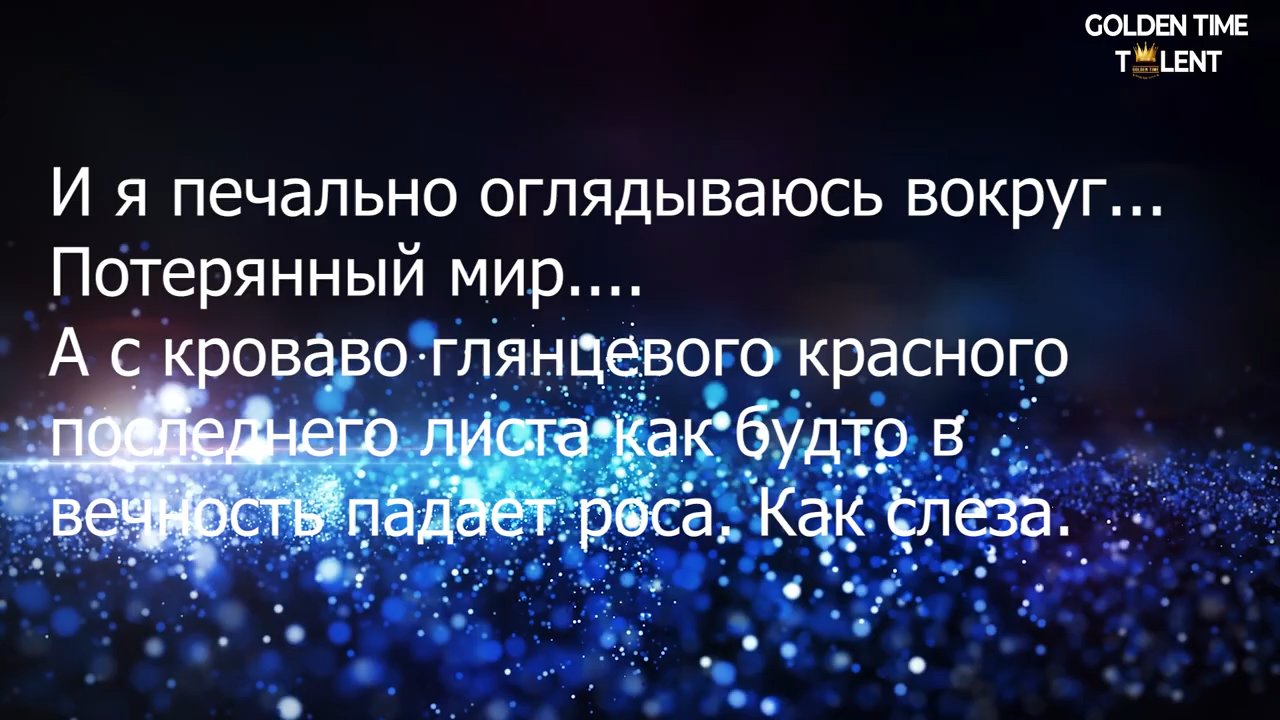 GOLDEN TIME
TALENT
И я печально оглядываюсь вокруг...
Потерянный мир....
А с кроваво глянцевого красного
последнего листа как будто в
вечность падает роса. Как слеза.